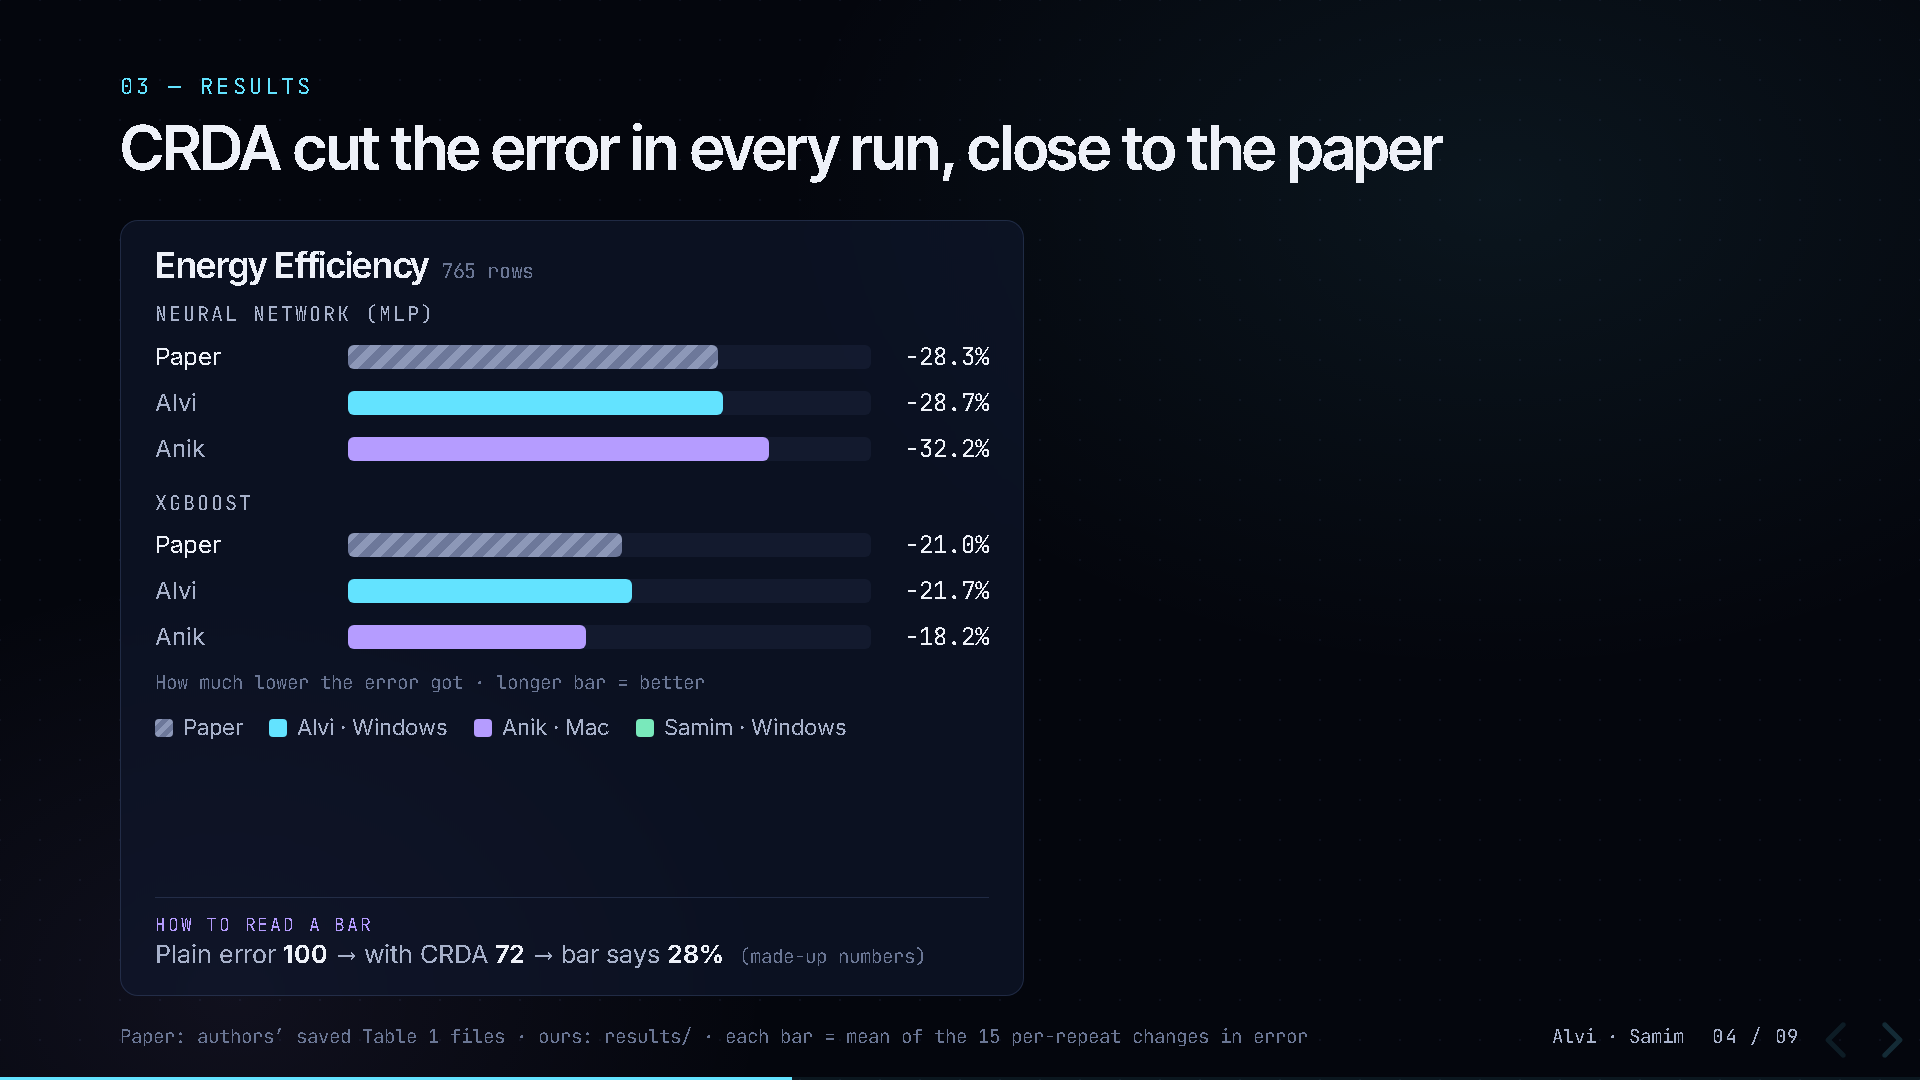 03 — RESULTS
CRDA cut the error in every run, close to the paper
Energy Efficiency 765 rows
NEURAL NETWORK (MLP)
Paper -28.3%
Alvi -28.7%
Anik -32.2%
XGBOOST
Paper -21.0%
Alvi -21.7%
Anik -18.2%
How much lower the error got · longer bar = better
Paper Alvi · Windows Anik · Mac Samim · Windows
HOW TO READ A BAR
Plain error 100 → with CRDA 72 → bar says 28% (made-up numbers)
Paper: authors’ saved Table 1 files · ours: results/ · each bar = mean of the 15 per-repeat changes in error
Alvi · Samim 04 / 09